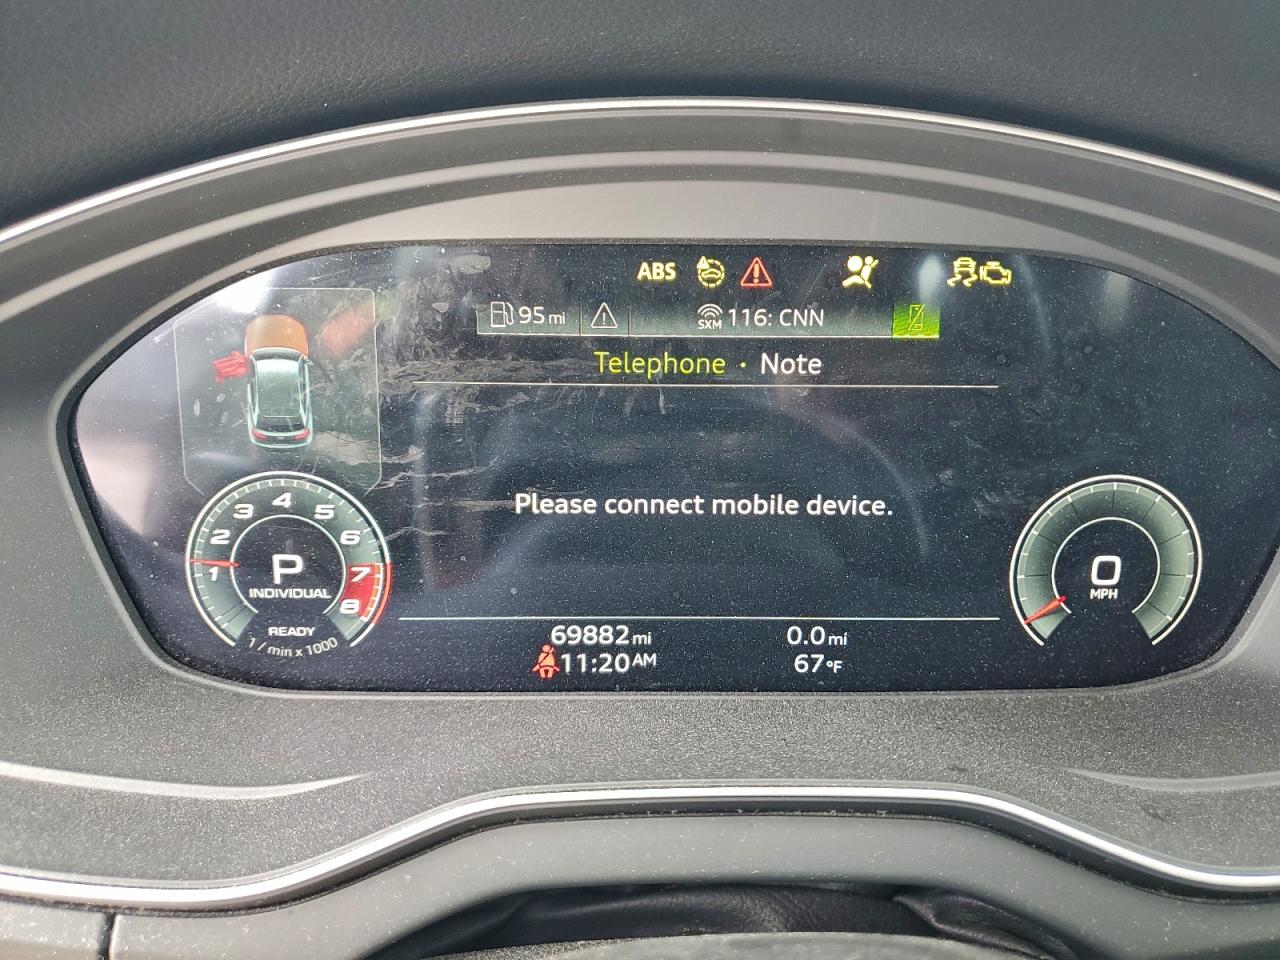 ABS
95 mi
SXM 116: CNN
Telephone · Note
Please connect mobile device.
1 2 3 4 5 6 7 8
P
INDIVIDUAL
READY
1 / min x 1000
0
MPH
69882 mi
0.0 mi
11:20 AM
67 °F